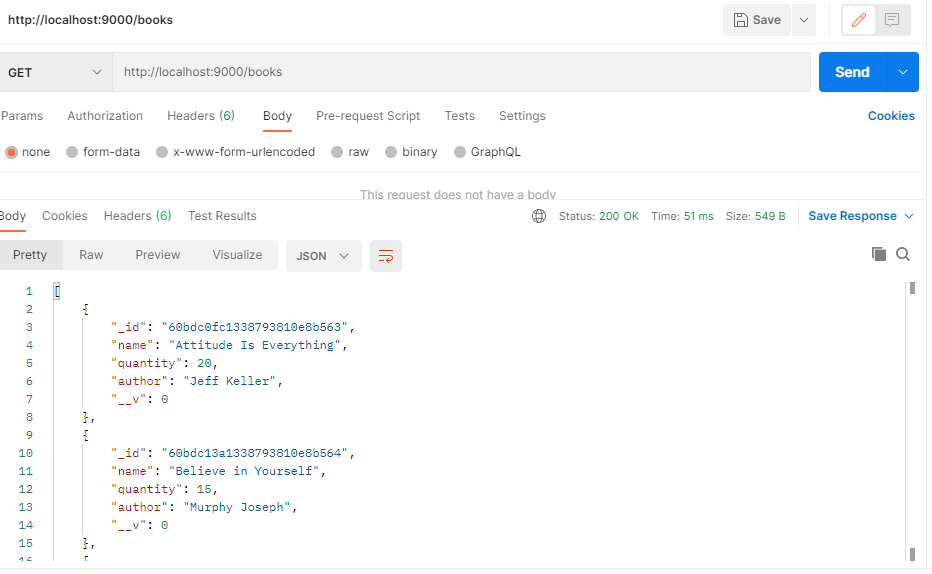 http://localhost:9000/books Save
GET http://localhost:9000/books Send
Params Authorization Headers (6) Body Pre-request Script Tests Settings Cookies
none form-data x-www-form-urlencoded raw binary GraphQL
This request does not have a body
Body Cookies Headers (6) Test Results Status: 200 OK Time: 51 ms Size: 549 B Save Response
Pretty Raw Preview Visualize JSON
1 [
2 {
3 "_id": "60bdc0fc1338793810e8b563",
4 "name": "Attitude Is Everything",
5 "quantity": 20,
6 "author": "Jeff Keller",
7 "__v": 0
8 },
9 {
10 "_id": "60bdc13a1338793810e8b564",
11 "name": "Believe in Yourself",
12 "quantity": 15,
13 "author": "Murphy Joseph",
14 "__v": 0
15 },
16 {